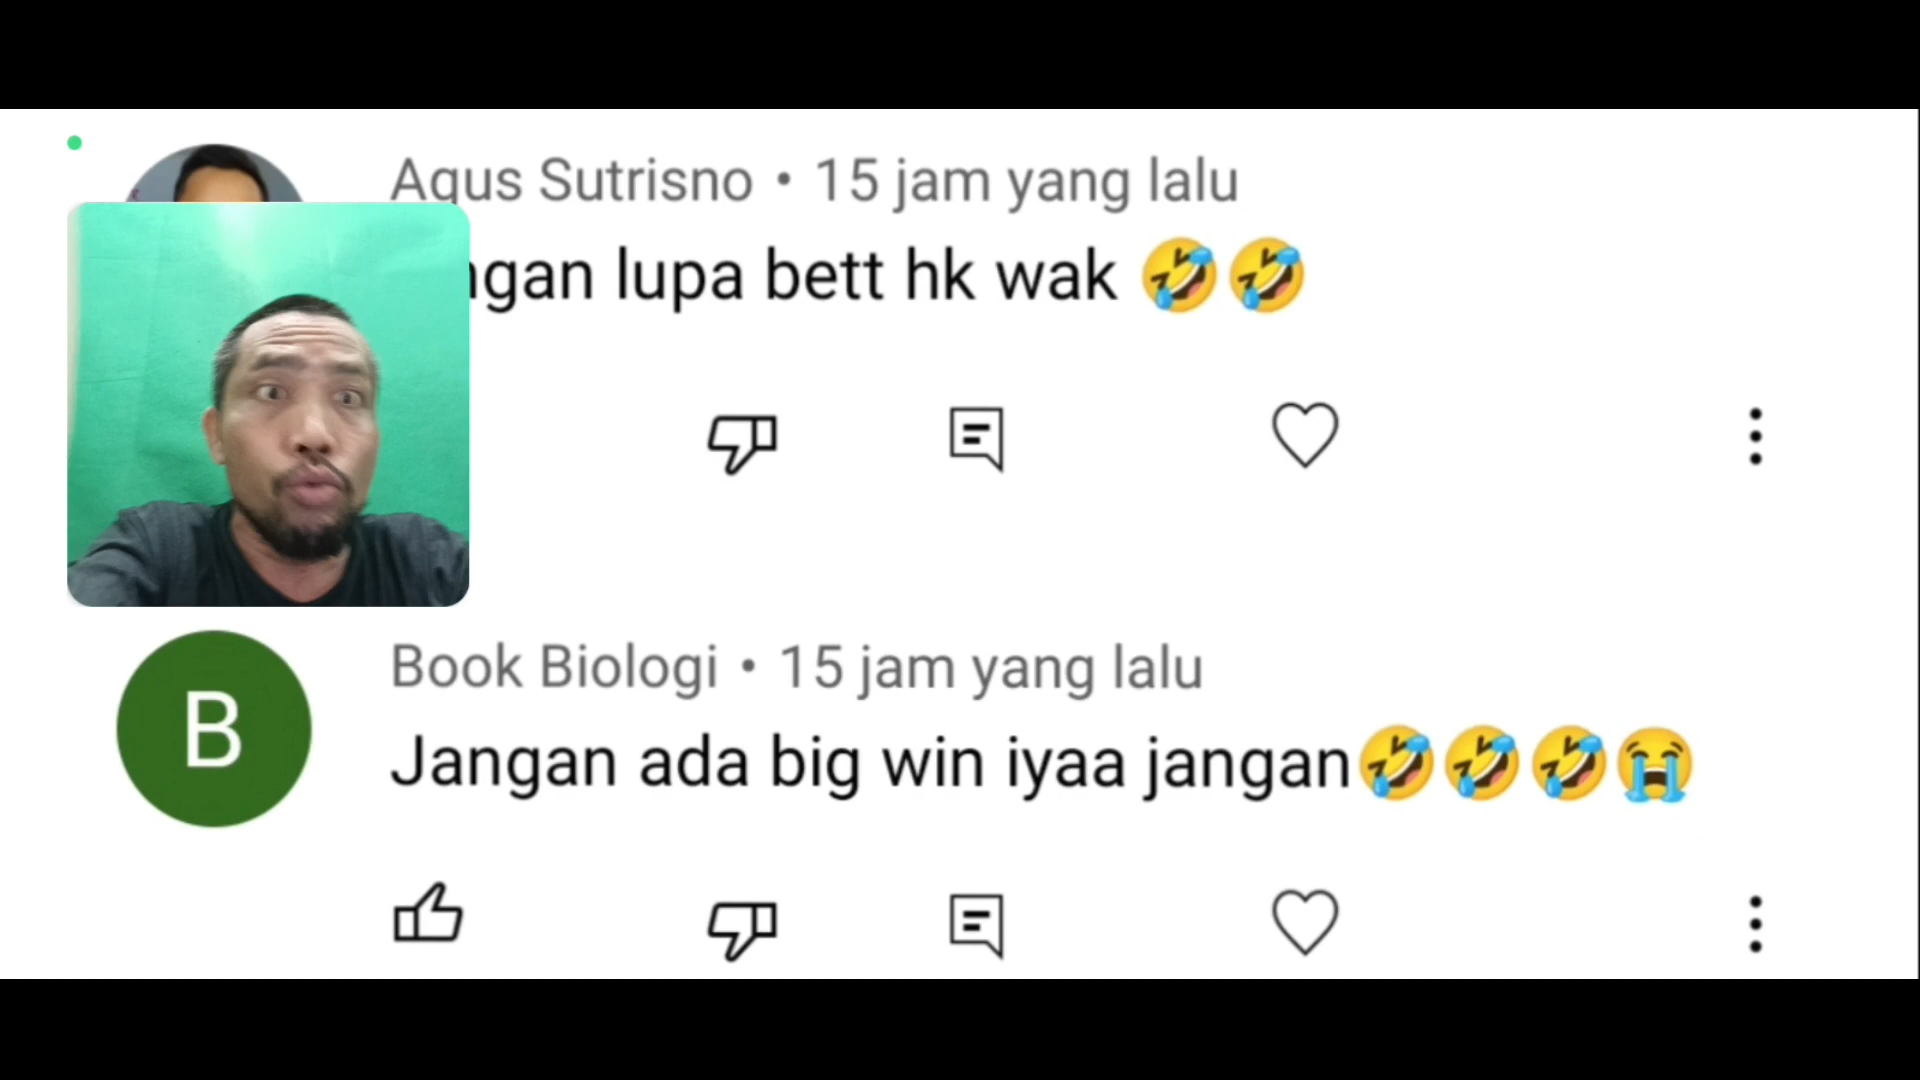 Agus Sutrisno • 15 jam yang lalu
lupa bett hk wak 🤣🤣
B
Book Biologi • 15 jam yang lalu
Jangan ada big win iyaa jangan🤣🤣🤣😭